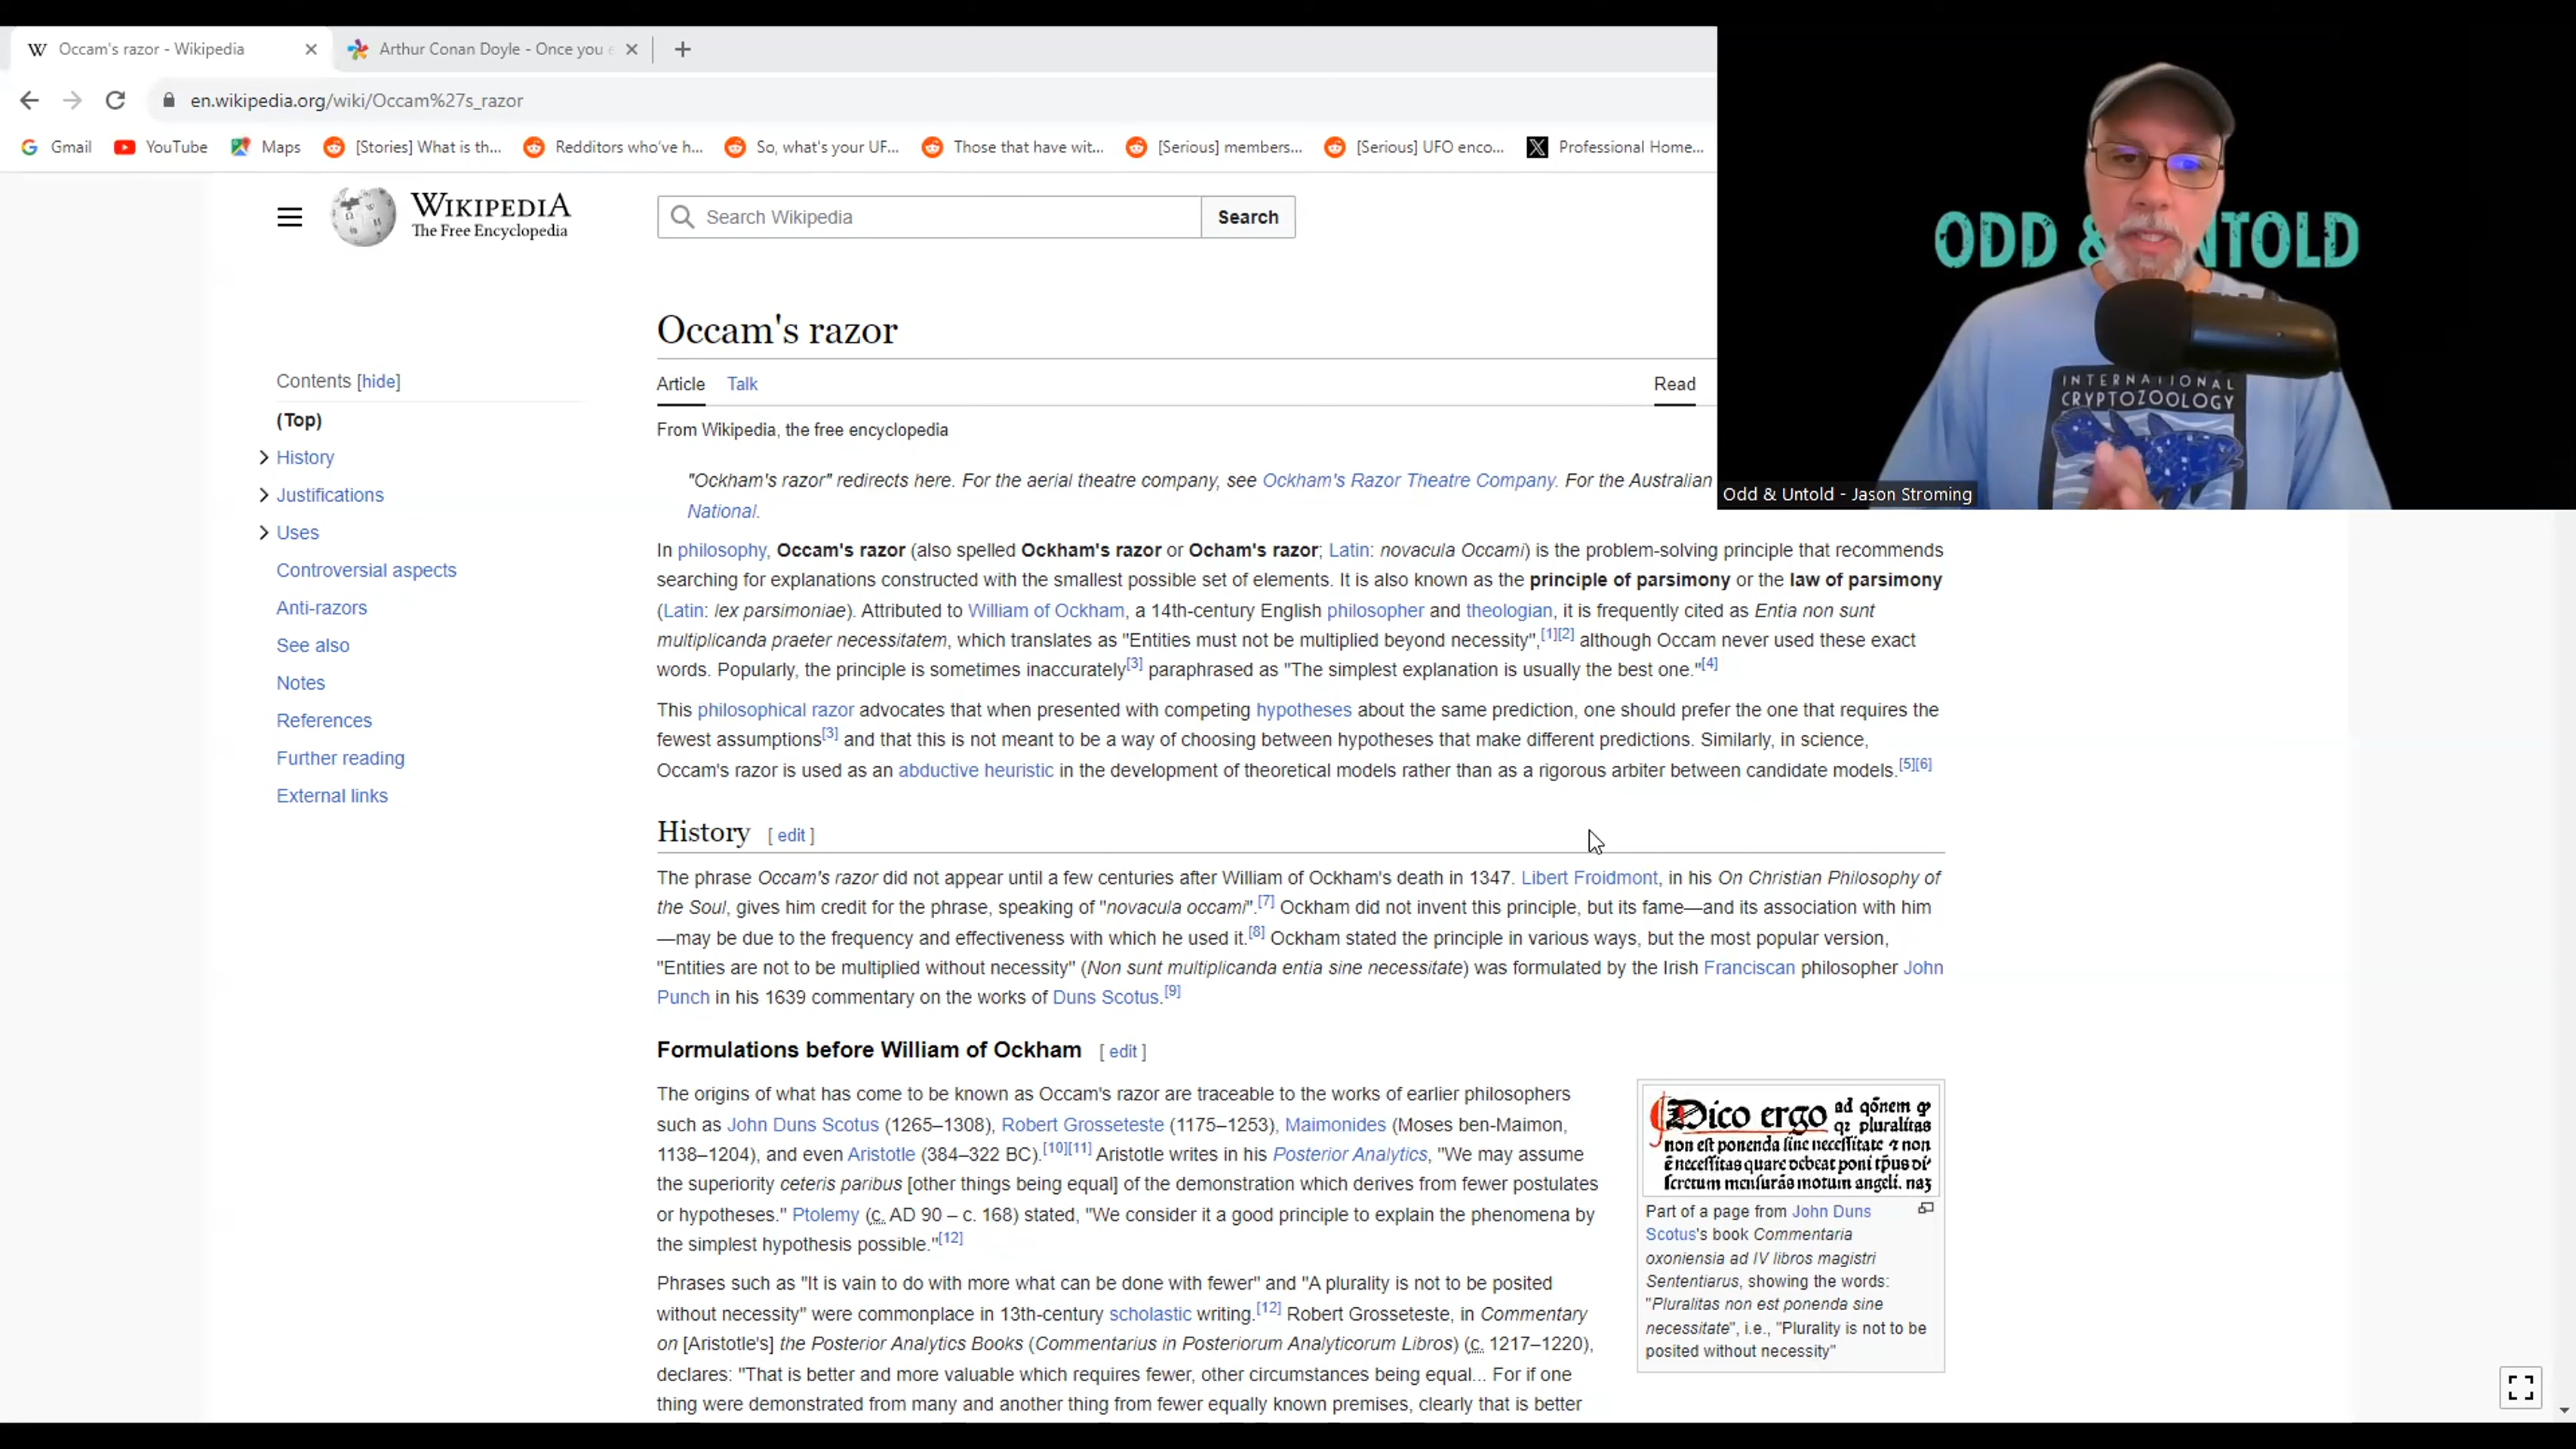 Occam's razor - Wikipedia
Arthur Conan Doyle - Once you e
en.wikipedia.org/wiki/Occam%27s_razor
Gmail YouTube Maps [Stories] What is th... Redditors who've h... So, what's your UF... Those that have wit... [Serious] members... [Serious] UFO enco... Professional Home...
WIKIPEDIA
The Free Encyclopedia
Search Wikipedia
Search
ODD & NTOLD
INTERNATIONAL
CRYPTOZOOLOGY
Odd & Untold - Jason Stroming
Contents [hide]
(Top)
History
Justifications
Uses
Controversial aspects
Anti-razors
See also
Notes
References
Further reading
External links
Occam's razor
Article Talk Read
From Wikipedia, the free encyclopedia
"Ockham's razor" redirects here. For the aerial theatre company, see Ockham's Razor Theatre Company. For the Australian
National.
In philosophy, Occam's razor (also spelled Ockham's razor or Ocham's razor; Latin: novacula Occami) is the problem-solving principle that recommends
searching for explanations constructed with the smallest possible set of elements. It is also known as the principle of parsimony or the law of parsimony
(Latin: lex parsimoniae). Attributed to William of Ockham, a 14th-century English philosopher and theologian, it is frequently cited as Entia non sunt
multiplicanda praeter necessitatem, which translates as "Entities must not be multiplied beyond necessity",[1][2] although Occam never used these exact
words. Popularly, the principle is sometimes inaccurately[3] paraphrased as "The simplest explanation is usually the best one."[4]
This philosophical razor advocates that when presented with competing hypotheses about the same prediction, one should prefer the one that requires the
fewest assumptions[3] and that this is not meant to be a way of choosing between hypotheses that make different predictions. Similarly, in science,
Occam's razor is used as an abductive heuristic in the development of theoretical models rather than as a rigorous arbiter between candidate models.[5][6]
History [ edit ]
The phrase Occam's razor did not appear until a few centuries after William of Ockham's death in 1347. Libert Froidmont, in his On Christian Philosophy of
the Soul, gives him credit for the phrase, speaking of "novacula occami".[7] Ockham did not invent this principle, but its fame—and its association with him
—may be due to the frequency and effectiveness with which he used it.[8] Ockham stated the principle in various ways, but the most popular version,
"Entities are not to be multiplied without necessity" (Non sunt multiplicanda entia sine necessitate) was formulated by the Irish Franciscan philosopher John
Punch in his 1639 commentary on the works of Duns Scotus.[9]
Formulations before William of Ockham [ edit ]
The origins of what has come to be known as Occam's razor are traceable to the works of earlier philosophers
such as John Duns Scotus (1265–1308), Robert Grosseteste (1175–1253), Maimonides (Moses ben-Maimon,
1138–1204), and even Aristotle (384–322 BC).[10][11] Aristotle writes in his Posterior Analytics, "We may assume
the superiority ceteris paribus [other things being equal] of the demonstration which derives from fewer postulates
or hypotheses." Ptolemy (c. AD 90 – c. 168) stated, "We consider it a good principle to explain the phenomena by
the simplest hypothesis possible."[12]
Phrases such as "It is vain to do with more what can be done with fewer" and "A plurality is not to be posited
without necessity" were commonplace in 13th-century scholastic writing.[12] Robert Grosseteste, in Commentary
on [Aristotle's] the Posterior Analytics Books (Commentarius in Posteriorum Analyticorum Libros) (c. 1217–1220),
declares: "That is better and more valuable which requires fewer, other circumstances being equal... For if one
thing were demonstrated from many and another thing from fewer equally known premises, clearly that is better
Dico ergo ad
pluralitas
non est ponenda sine necessitate
necessitas quare debeat poni
motum angeli.
Part of a page from John Duns
Scotus's book Commentaria
oxoniensia ad IV libros magistri
Sententiarus, showing the words:
"Pluralitas non est ponenda sine
necessitate", i.e., "Plurality is not to be
posited without necessity"